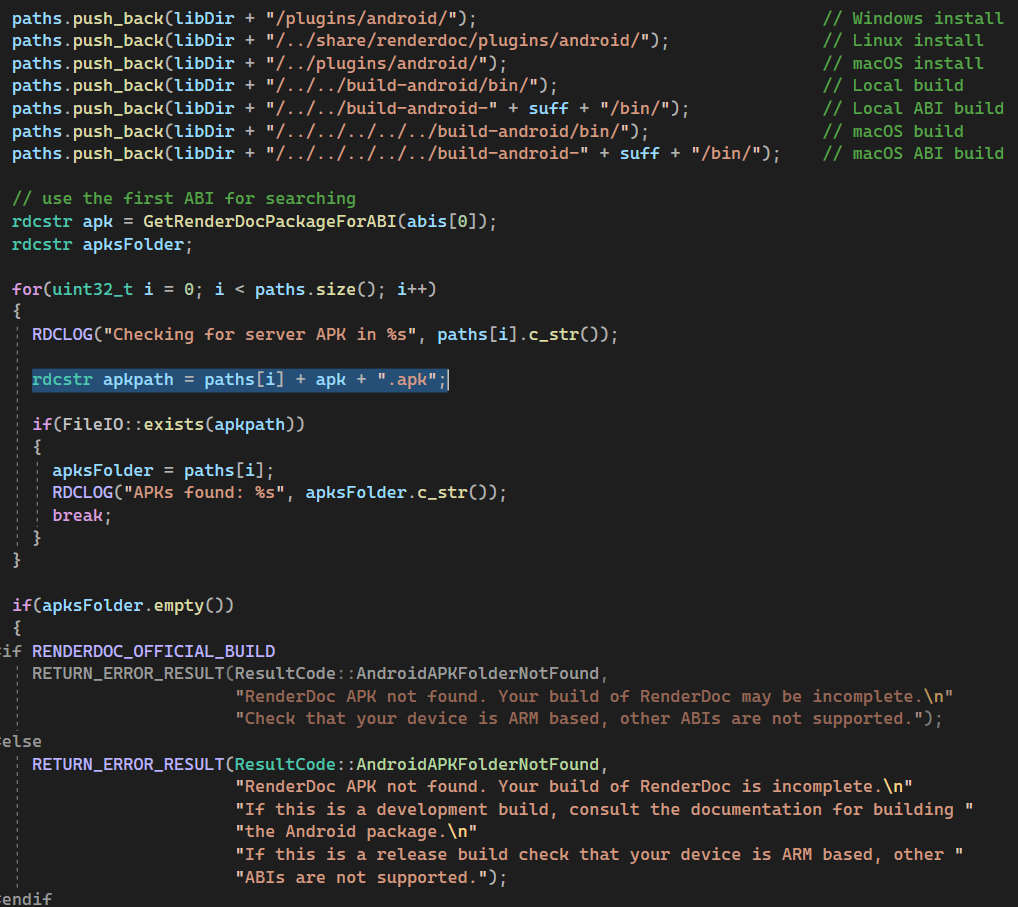 paths.push_back(libDir + "/plugins/android/");                                  // Windows install
paths.push_back(libDir + "/../share/renderdoc/plugins/android/");               // Linux install
paths.push_back(libDir + "/../plugins/android/");                               // macOS install
paths.push_back(libDir + "/../../build-android/bin/");                          // Local build
paths.push_back(libDir + "/../../build-android-" + suff + "/bin/");             // Local ABI build
paths.push_back(libDir + "/../../../../../build-android/bin/");                 // macOS build
paths.push_back(libDir + "/../../../../../build-android-" + suff + "/bin/");    // macOS ABI build
// use the first ABI for searching
rdcstr apk = GetRenderDocPackageForABI(abis[0]);
rdcstr apksFolder;
for(uint32_t i = 0; i < paths.size(); i++)
{
  RDCLOG("Checking for server APK in %s", paths[i].c_str());
  rdcstr apkpath = paths[i] + apk + ".apk";
  if(FileIO::exists(apkpath))
  {
    apksFolder = paths[i];
    RDCLOG("APKs found: %s", apksFolder.c_str());
    break;
  }
}
if(apksFolder.empty())
{
#if RENDERDOC_OFFICIAL_BUILD
  RETURN_ERROR_RESULT(ResultCode::AndroidAPKFolderNotFound,
                      "RenderDoc APK not found. Your build of RenderDoc may be incomplete.\n"
                      "Check that your device is ARM based, other ABIs are not supported.");
#else
  RETURN_ERROR_RESULT(ResultCode::AndroidAPKFolderNotFound,
                      "RenderDoc APK not found. Your build of RenderDoc is incomplete.\n"
                      "If this is a development build, consult the documentation for building "
                      "the Android package.\n"
                      "If this is a release build check that your device is ARM based, other "
                      "ABIs are not supported.");
#endif